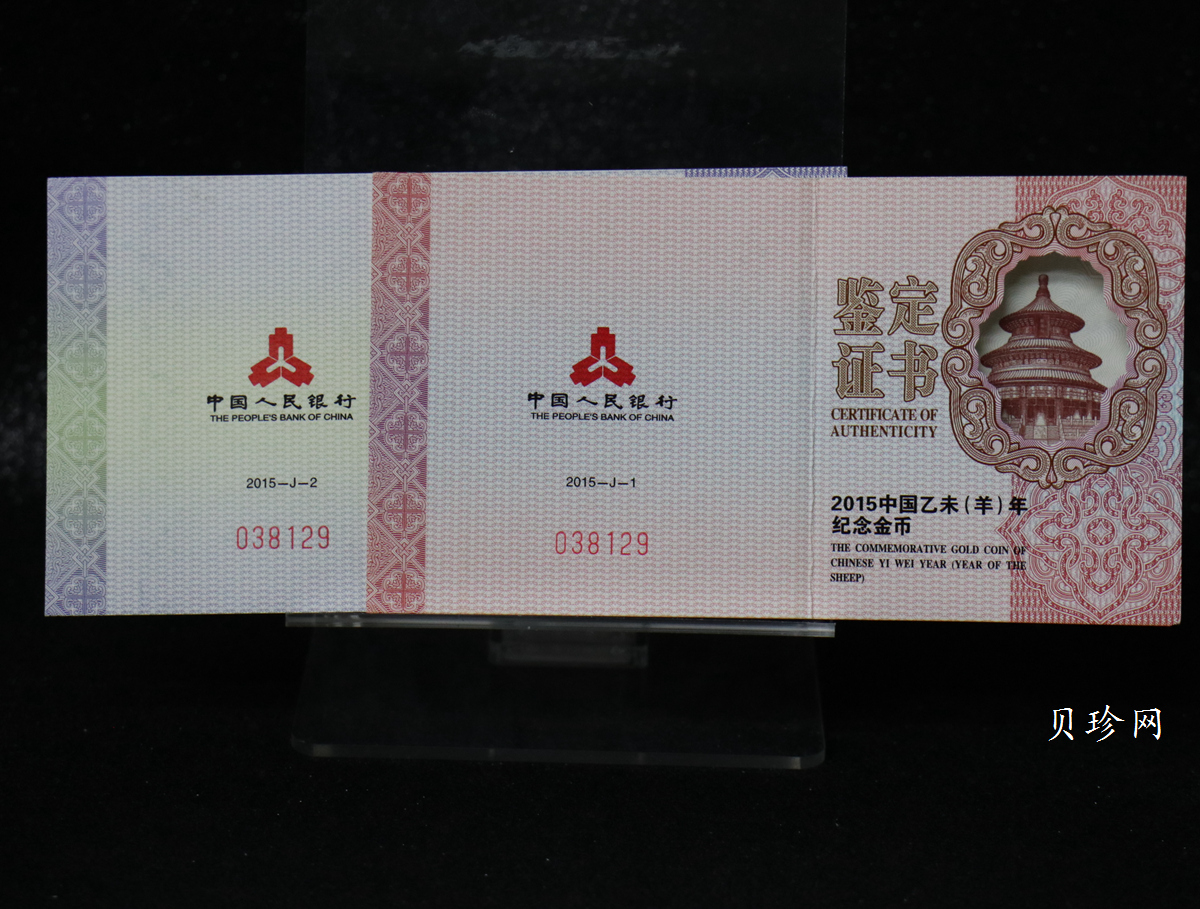 中国人民银行
THE PEOPLE'S BANK OF CHINA
2015-J-2
038129
中国人民银行
THE PEOPLE'S BANK OF CHINA
2015-J-1
038129
鉴定
证书
CERTIFICATE OF
AUTHENTICITY
2015中国乙未(羊)年
纪念金币
THE COMMEMORATIVE GOLD COIN OF
CHINESE YI WEI YEAR (YEAR OF THE
SHEEP)
贝珍网